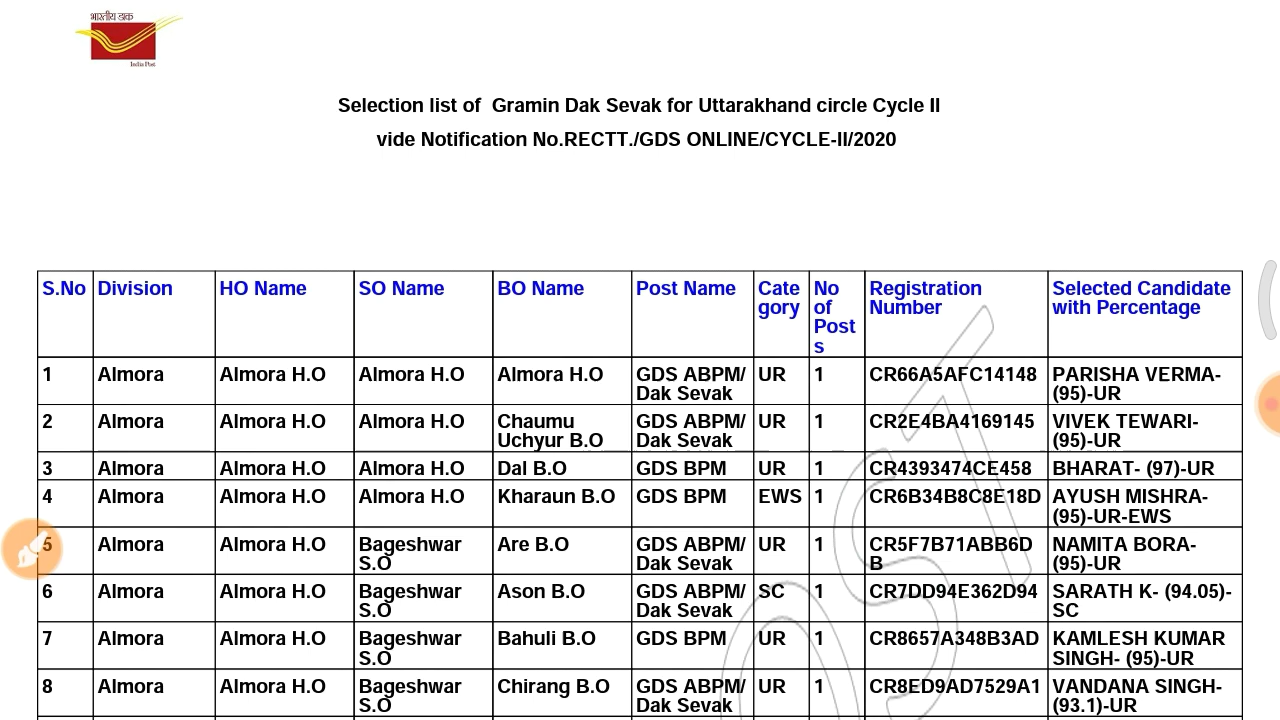 भारतीय डाक
India Post
Selection list of Gramin Dak Sevak for Uttarakhand circle Cycle II
vide Notification No.RECTT./GDS ONLINE/CYCLE-II/2020
S.No Division HO Name SO Name BO Name Post Name Cate gory No of Post s Registration Number Selected Candidate with Percentage
1 Almora Almora H.O Almora H.O Almora H.O GDS ABPM/ Dak Sevak UR 1 CR66A5AFC14148 PARISHA VERMA- (95)-UR
2 Almora Almora H.O Almora H.O Chaumu Uchyur B.O GDS ABPM/ Dak Sevak UR 1 CR2E4BA4169145 VIVEK TEWARI- (95)-UR
3 Almora Almora H.O Almora H.O Dal B.O GDS BPM UR 1 CR4393474CE458 BHARAT- (97)-UR
4 Almora Almora H.O Almora H.O Kharaun B.O GDS BPM EWS 1 CR6B34B8C8E18D AYUSH MISHRA- (95)-UR-EWS
5 Almora Almora H.O Bageshwar S.O Are B.O GDS ABPM/ Dak Sevak UR 1 CR5F7B71ABB6D B NAMITA BORA- (95)-UR
6 Almora Almora H.O Bageshwar S.O Ason B.O GDS ABPM/ Dak Sevak SC 1 CR7DD94E362D94 SARATH K- (94.05)- SC
7 Almora Almora H.O Bageshwar S.O Bahuli B.O GDS BPM UR 1 CR8657A348B3AD KAMLESH KUMAR SINGH- (95)-UR
8 Almora Almora H.O Bageshwar S.O Chirang B.O GDS ABPM/ Dak Sevak UR 1 CR8ED9AD7529A1 VANDANA SINGH- (93.1)-UR